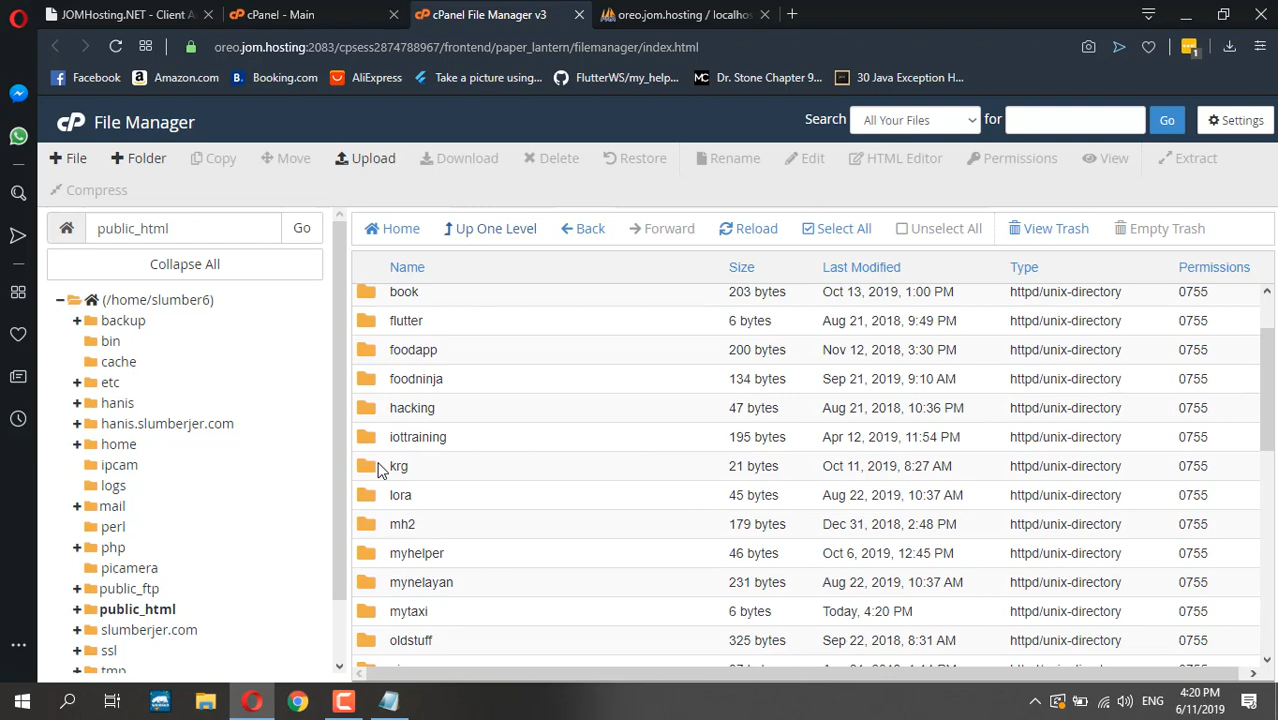 JOMHosting.NET - Client A
cPanel - Main
cPanel File Manager v3
oreo.jom.hosting / localhos
oreo.jom.hosting:2083/cpsess2874788967/frontend/paper_lantern/filemanager/index.html
1
Facebook
Amazon.com
Booking.com
AliExpress
Take a picture using...
FlutterWS/my_help...
Dr. Stone Chapter 9...
30 Java Exception H...
File Manager
Search
All Your Files
for
Go
Settings
File
Folder
Copy
Move
Upload
Download
Delete
Restore
Rename
Edit
HTML Editor
Permissions
View
Extract
Compress
public_html
Go
Home
Up One Level
Back
Forward
Reload
Select All
Unselect All
View Trash
Empty Trash
Collapse All
(/home/slumber6)
backup
bin
cache
etc
hanis
hanis.slumberjer.com
home
ipcam
logs
mail
perl
php
picamera
public_ftp
public_html
slumberjer.com
ssl
tmp
Name Size Last Modified Type Permissions
book 203 bytes Oct 13, 2019, 1:00 PM httpd/unix-directory 0755
flutter 6 bytes Aug 21, 2018, 9:49 PM httpd/unix-directory 0755
foodapp 200 bytes Nov 12, 2018, 3:30 PM httpd/unix-directory 0755
foodninja 134 bytes Sep 21, 2019, 9:10 AM httpd/unix-directory 0755
hacking 47 bytes Aug 21, 2018, 10:36 PM httpd/unix-directory 0755
iottraining 195 bytes Apr 12, 2019, 11:54 PM httpd/unix-directory 0755
krg 21 bytes Oct 11, 2019, 8:27 AM httpd/unix-directory 0755
lora 45 bytes Aug 22, 2019, 10:37 AM httpd/unix-directory 0755
mh2 179 bytes Dec 31, 2018, 2:48 PM httpd/unix-directory 0755
myhelper 46 bytes Oct 6, 2019, 12:45 PM httpd/unix-directory 0755
mynelayan 231 bytes Aug 22, 2019, 10:37 AM httpd/unix-directory 0755
mytaxi 6 bytes Today, 4:20 PM httpd/unix-directory 0755
oldstuff 325 bytes Sep 22, 2018, 8:31 AM httpd/unix-directory 0755
ENG
4:20 PM
6/11/2019